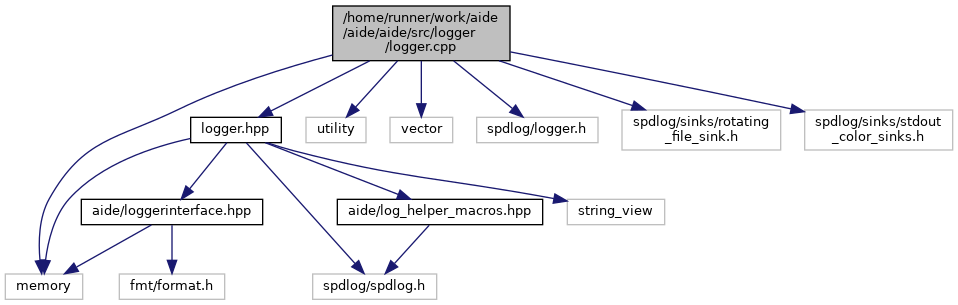 /home/runner/work/aide
/aide/aide/src/logger
/logger.cpp
logger.hpp
utility
vector
spdlog/logger.h
spdlog/sinks/rotating
_file_sink.h
spdlog/sinks/stdout
_color_sinks.h
aide/loggerinterface.hpp
aide/log_helper_macros.hpp
string_view
memory
fmt/format.h
spdlog/spdlog.h